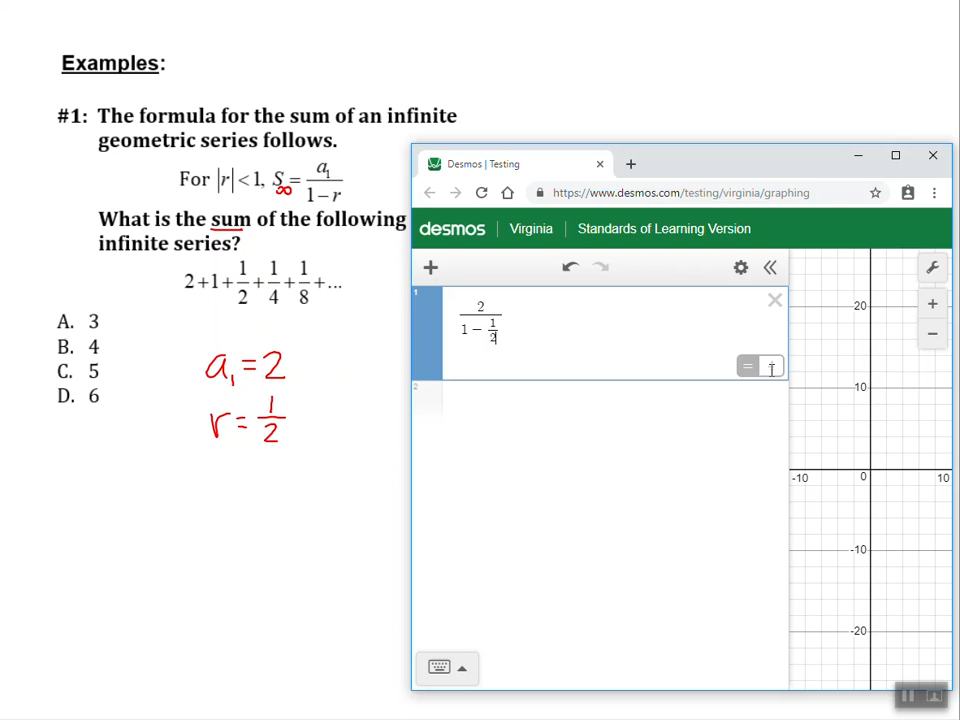 Examples:
#1: The formula for the sum of an infinite
geometric series follows.
For |r| < 1, S∞ = a₁/(1 − r)
What is the sum of the following
infinite series?
2+1+1/2+1/4+1/8+...
A. 3
B. 4
C. 5
D. 6
a₁ = 2
r = 1/2
Desmos | Testing
https://www.desmos.com/testing/virginia/graphing
desmos Virginia Standards of Learning Version
1
2/(1 − 1/2)
=
2
20
10
-10 0 10
-10
-20